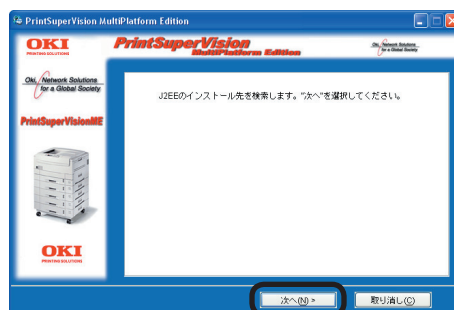 PrintSuperVision MultiPlatform Edition
OKI
PRINTING SOLUTIONS
PrintSuperVision
MultiPlatform Edition
Oki, Network Solutions
for a Global Society
Oki, Network Solutions
for a Global Society
J2EEのインストール先を検索します。"次へ"を選択してください。
PrintSuperVisionME
OKI
PRINTING SOLUTIONS
次へ(N) >
取り消し(C)